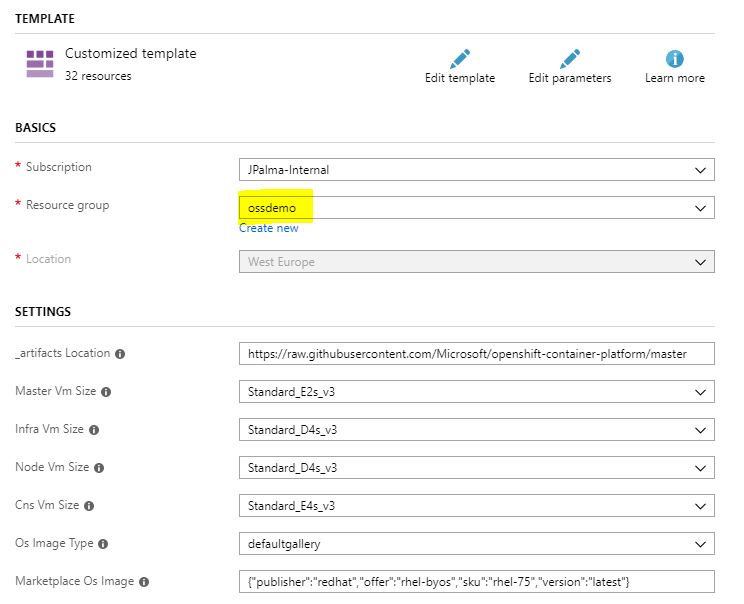 TEMPLATE
Customized template
32 resources
Edit template
Edit parameters
Learn more
BASICS
* Subscription
JPalma-Internal
* Resource group
ossdemo
Create new
* Location
West Europe
SETTINGS
_artifacts Location
https://raw.githubusercontent.com/Microsoft/openshift-container-platform/master
Master Vm Size
Standard_E2s_v3
Infra Vm Size
Standard_D4s_v3
Node Vm Size
Standard_D4s_v3
Cns Vm Size
Standard_E4s_v3
Os Image Type
defaultgallery
Marketplace Os Image
{"publisher":"redhat","offer":"rhel-byos","sku":"rhel-75","version":"latest"}